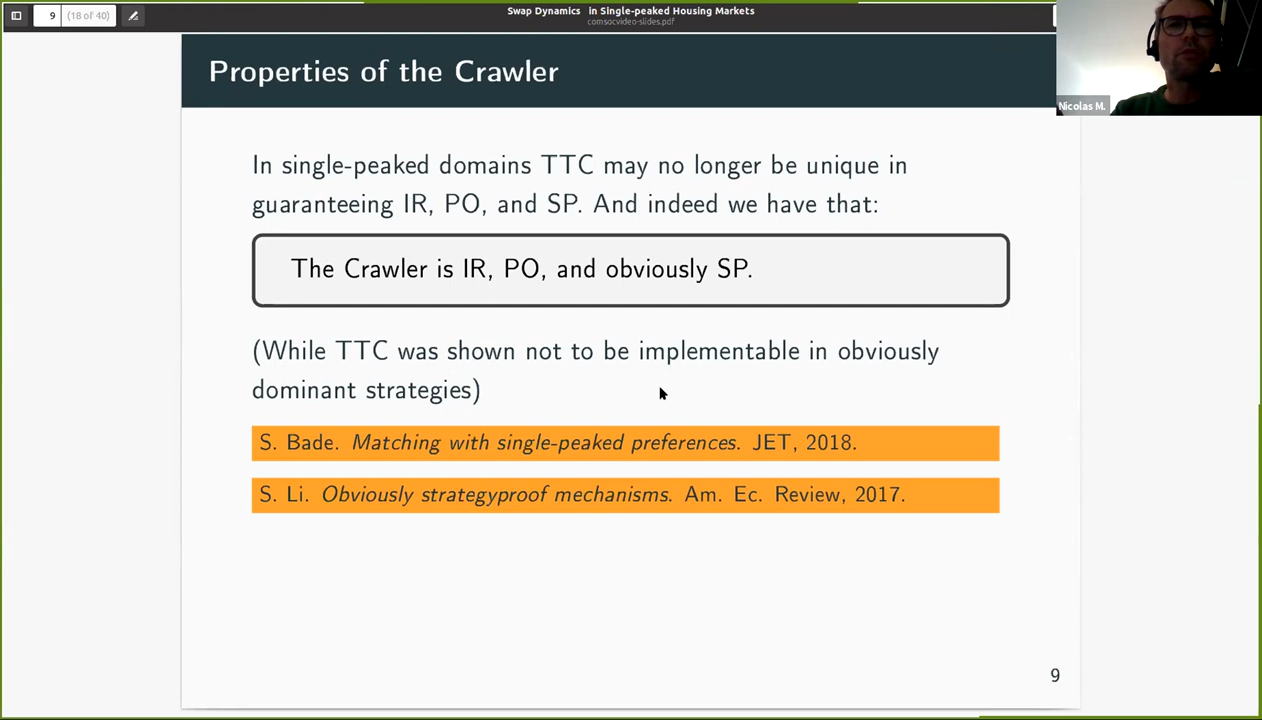 9
(18 of 40)
Swap Dynamics in Single-peaked Housing Markets
comsocvideo-slides.pdf
Properties of the Crawler
Nicolas M.
In single-peaked domains TTC may no longer be unique in
guaranteeing IR, PO, and SP. And indeed we have that:
The Crawler is IR, PO, and obviously SP.
(While TTC was shown not to be implementable in obviously
dominant strategies)
S. Bade. Matching with single-peaked preferences. JET, 2018.
S. Li. Obviously strategyproof mechanisms. Am. Ec. Review, 2017.
9